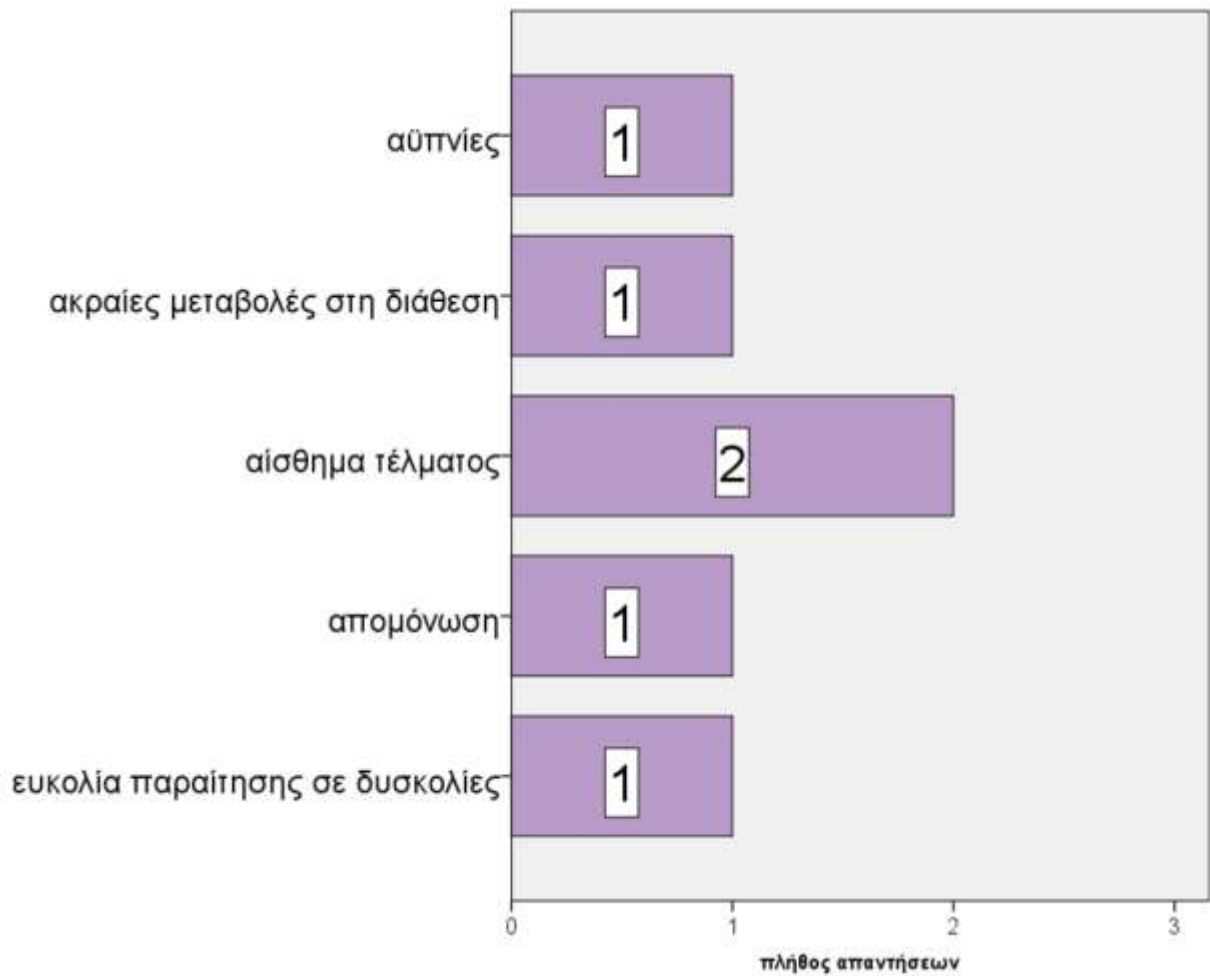 αϋπνίες
1
ακραίες μεταβολές στη διάθεση
1
αίσθημα τέλματος
2
απομόνωση
1
ευκολία παραίτησης σε δυσκολίες
1
0 1 2 3
πλήθος απαντήσεων